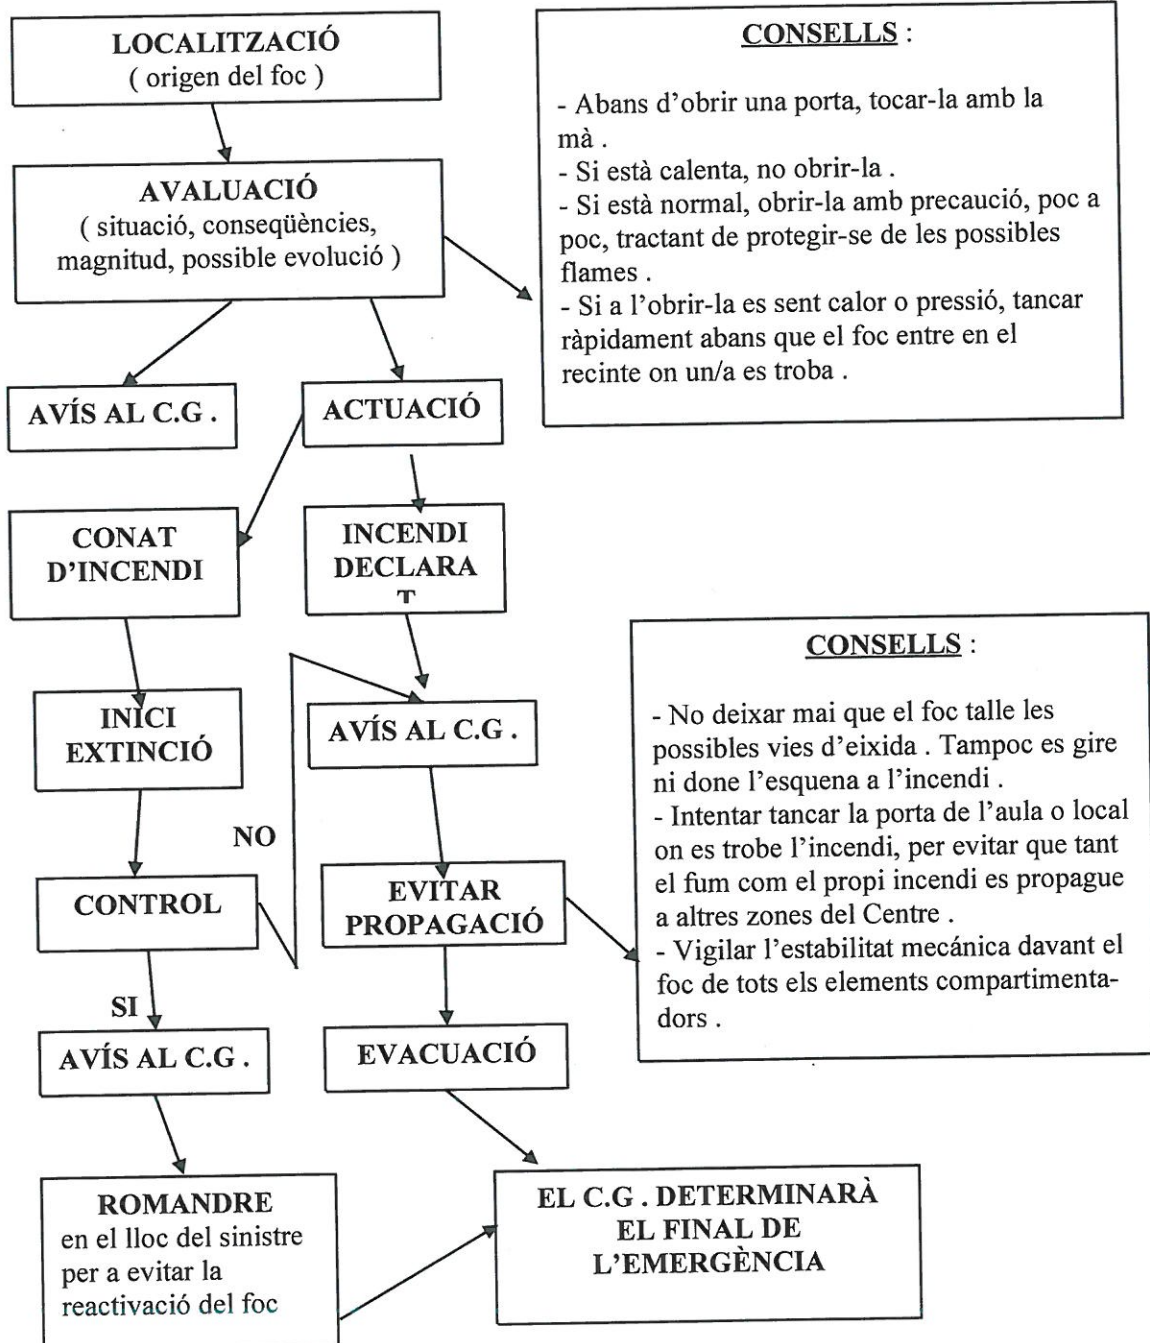 LOCALITZACIÓ
( origen del foc )
CONSELLS :
- Abans d'obrir una porta, tocar-la amb la
mà .
- Si està calenta, no obrir-la .
- Si està normal, obrir-la amb precaució, poc a
poc, tractant de protegir-se de les possibles
flames .
- Si a l'obrir-la es sent calor o pressió, tancar
ràpidament abans que el foc entre en el
recinte on un/a es troba .
AVALUACIÓ
( situació, conseqüències,
magnitud, possible evolució )
AVÍS AL C.G .
ACTUACIÓ
CONAT
D'INCENDI
INCENDI
DECLARA
T
INICI
EXTINCIÓ
AVÍS AL C.G .
CONSELLS :
- No deixar mai que el foc talle les
possibles vies d'eixida . Tampoc es gire
ni done l'esquena a l'incendi .
- Intentar tancar la porta de l'aula o local
on es trobe l'incendi, per evitar que tant
el fum com el propi incendi es propague
a altres zones del Centre .
- Vigilar l'estabilitat mecánica davant el
foc de tots els elements compartimenta-
dors .
NO
CONTROL
EVITAR
PROPAGACIÓ
SI
AVÍS AL C.G .
EVACUACIÓ
ROMANDRE
en el lloc del sinistre
per a evitar la
reactivació del foc
EL C.G . DETERMINARÀ
EL FINAL DE
L'EMERGÈNCIA